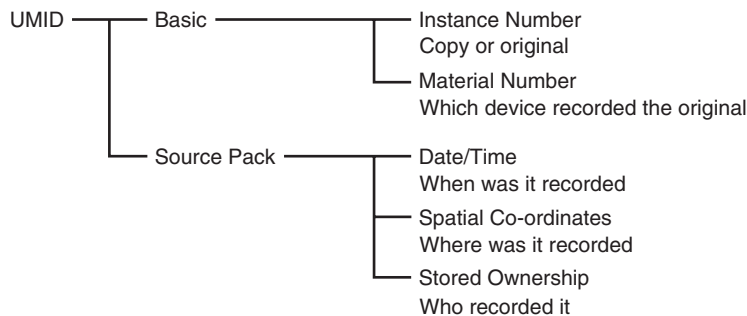 UMID
Basic
Instance Number
Copy or original
Material Number
Which device recorded the original
Source Pack
Date/Time
When was it recorded
Spatial Co-ordinates
Where was it recorded
Stored Ownership
Who recorded it